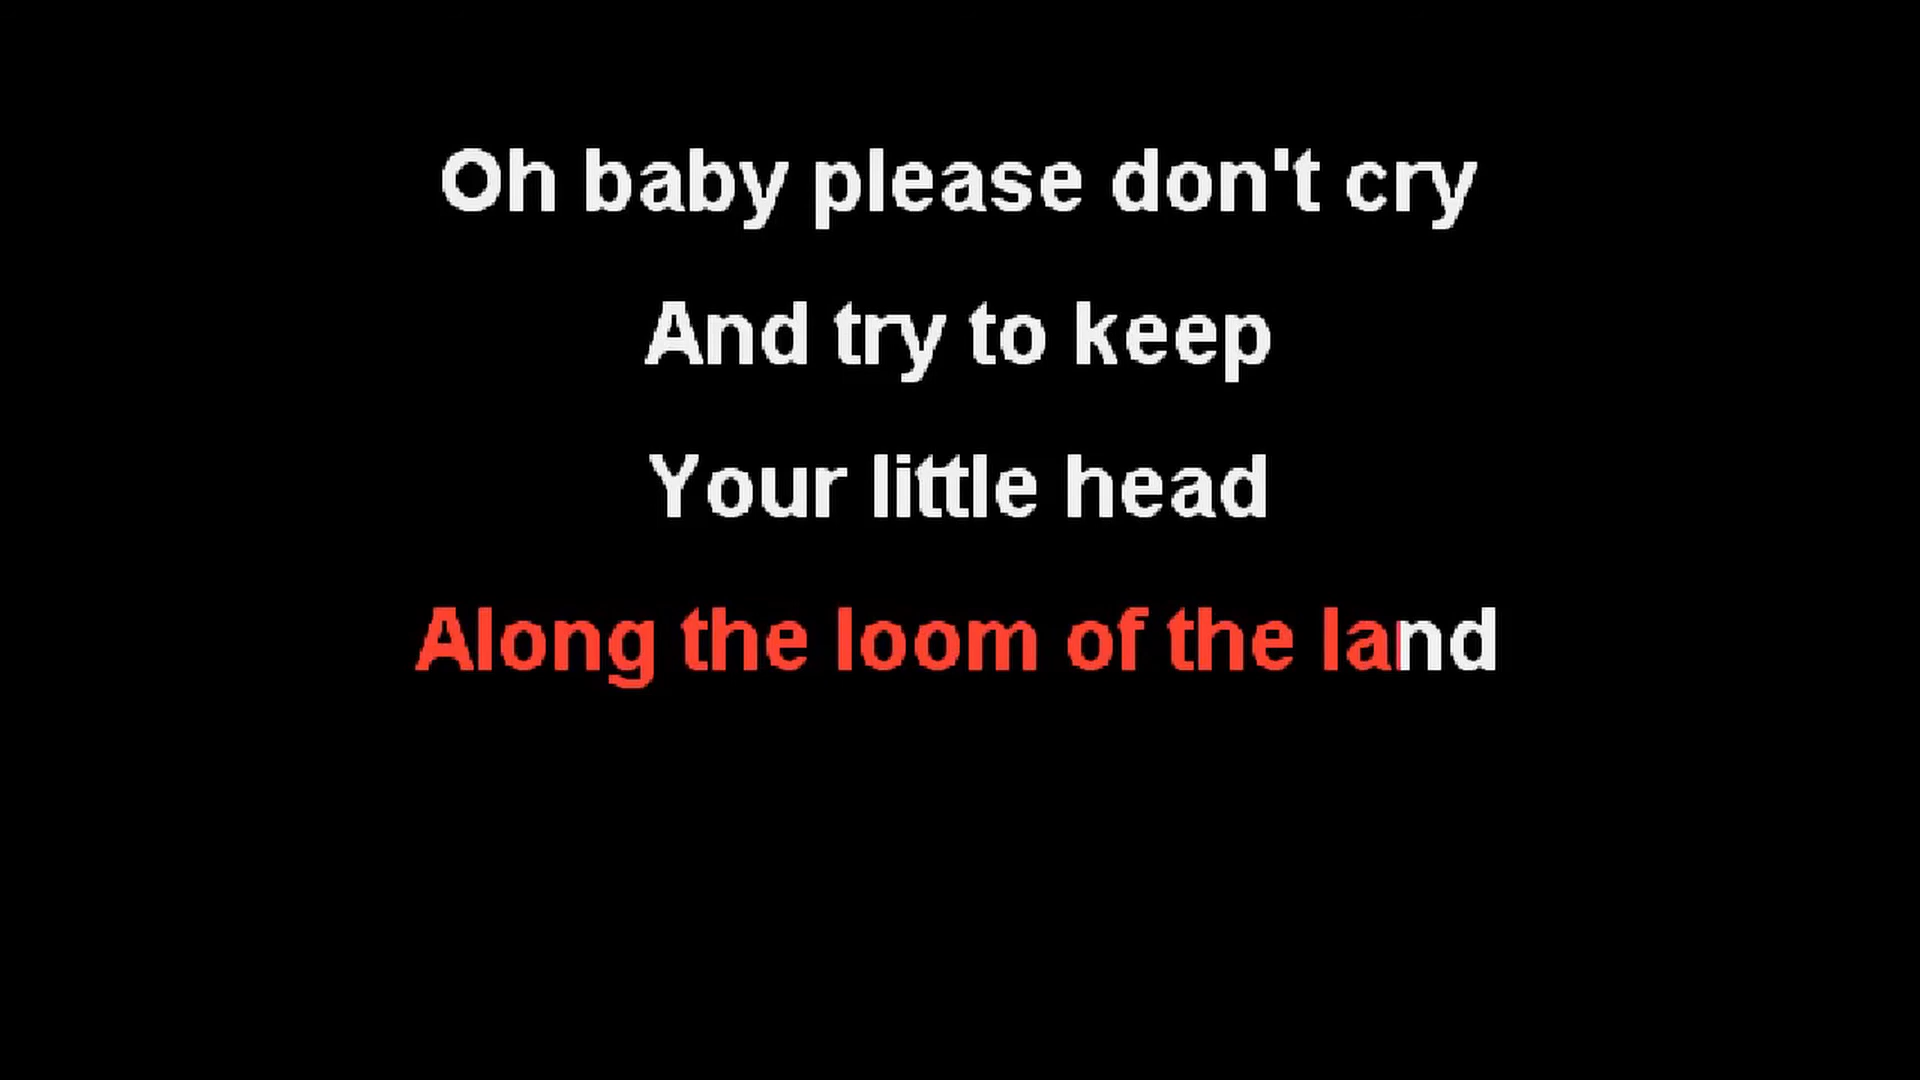 Oh baby please don't cry
And try to keep
Your little head
Along the loom of the land